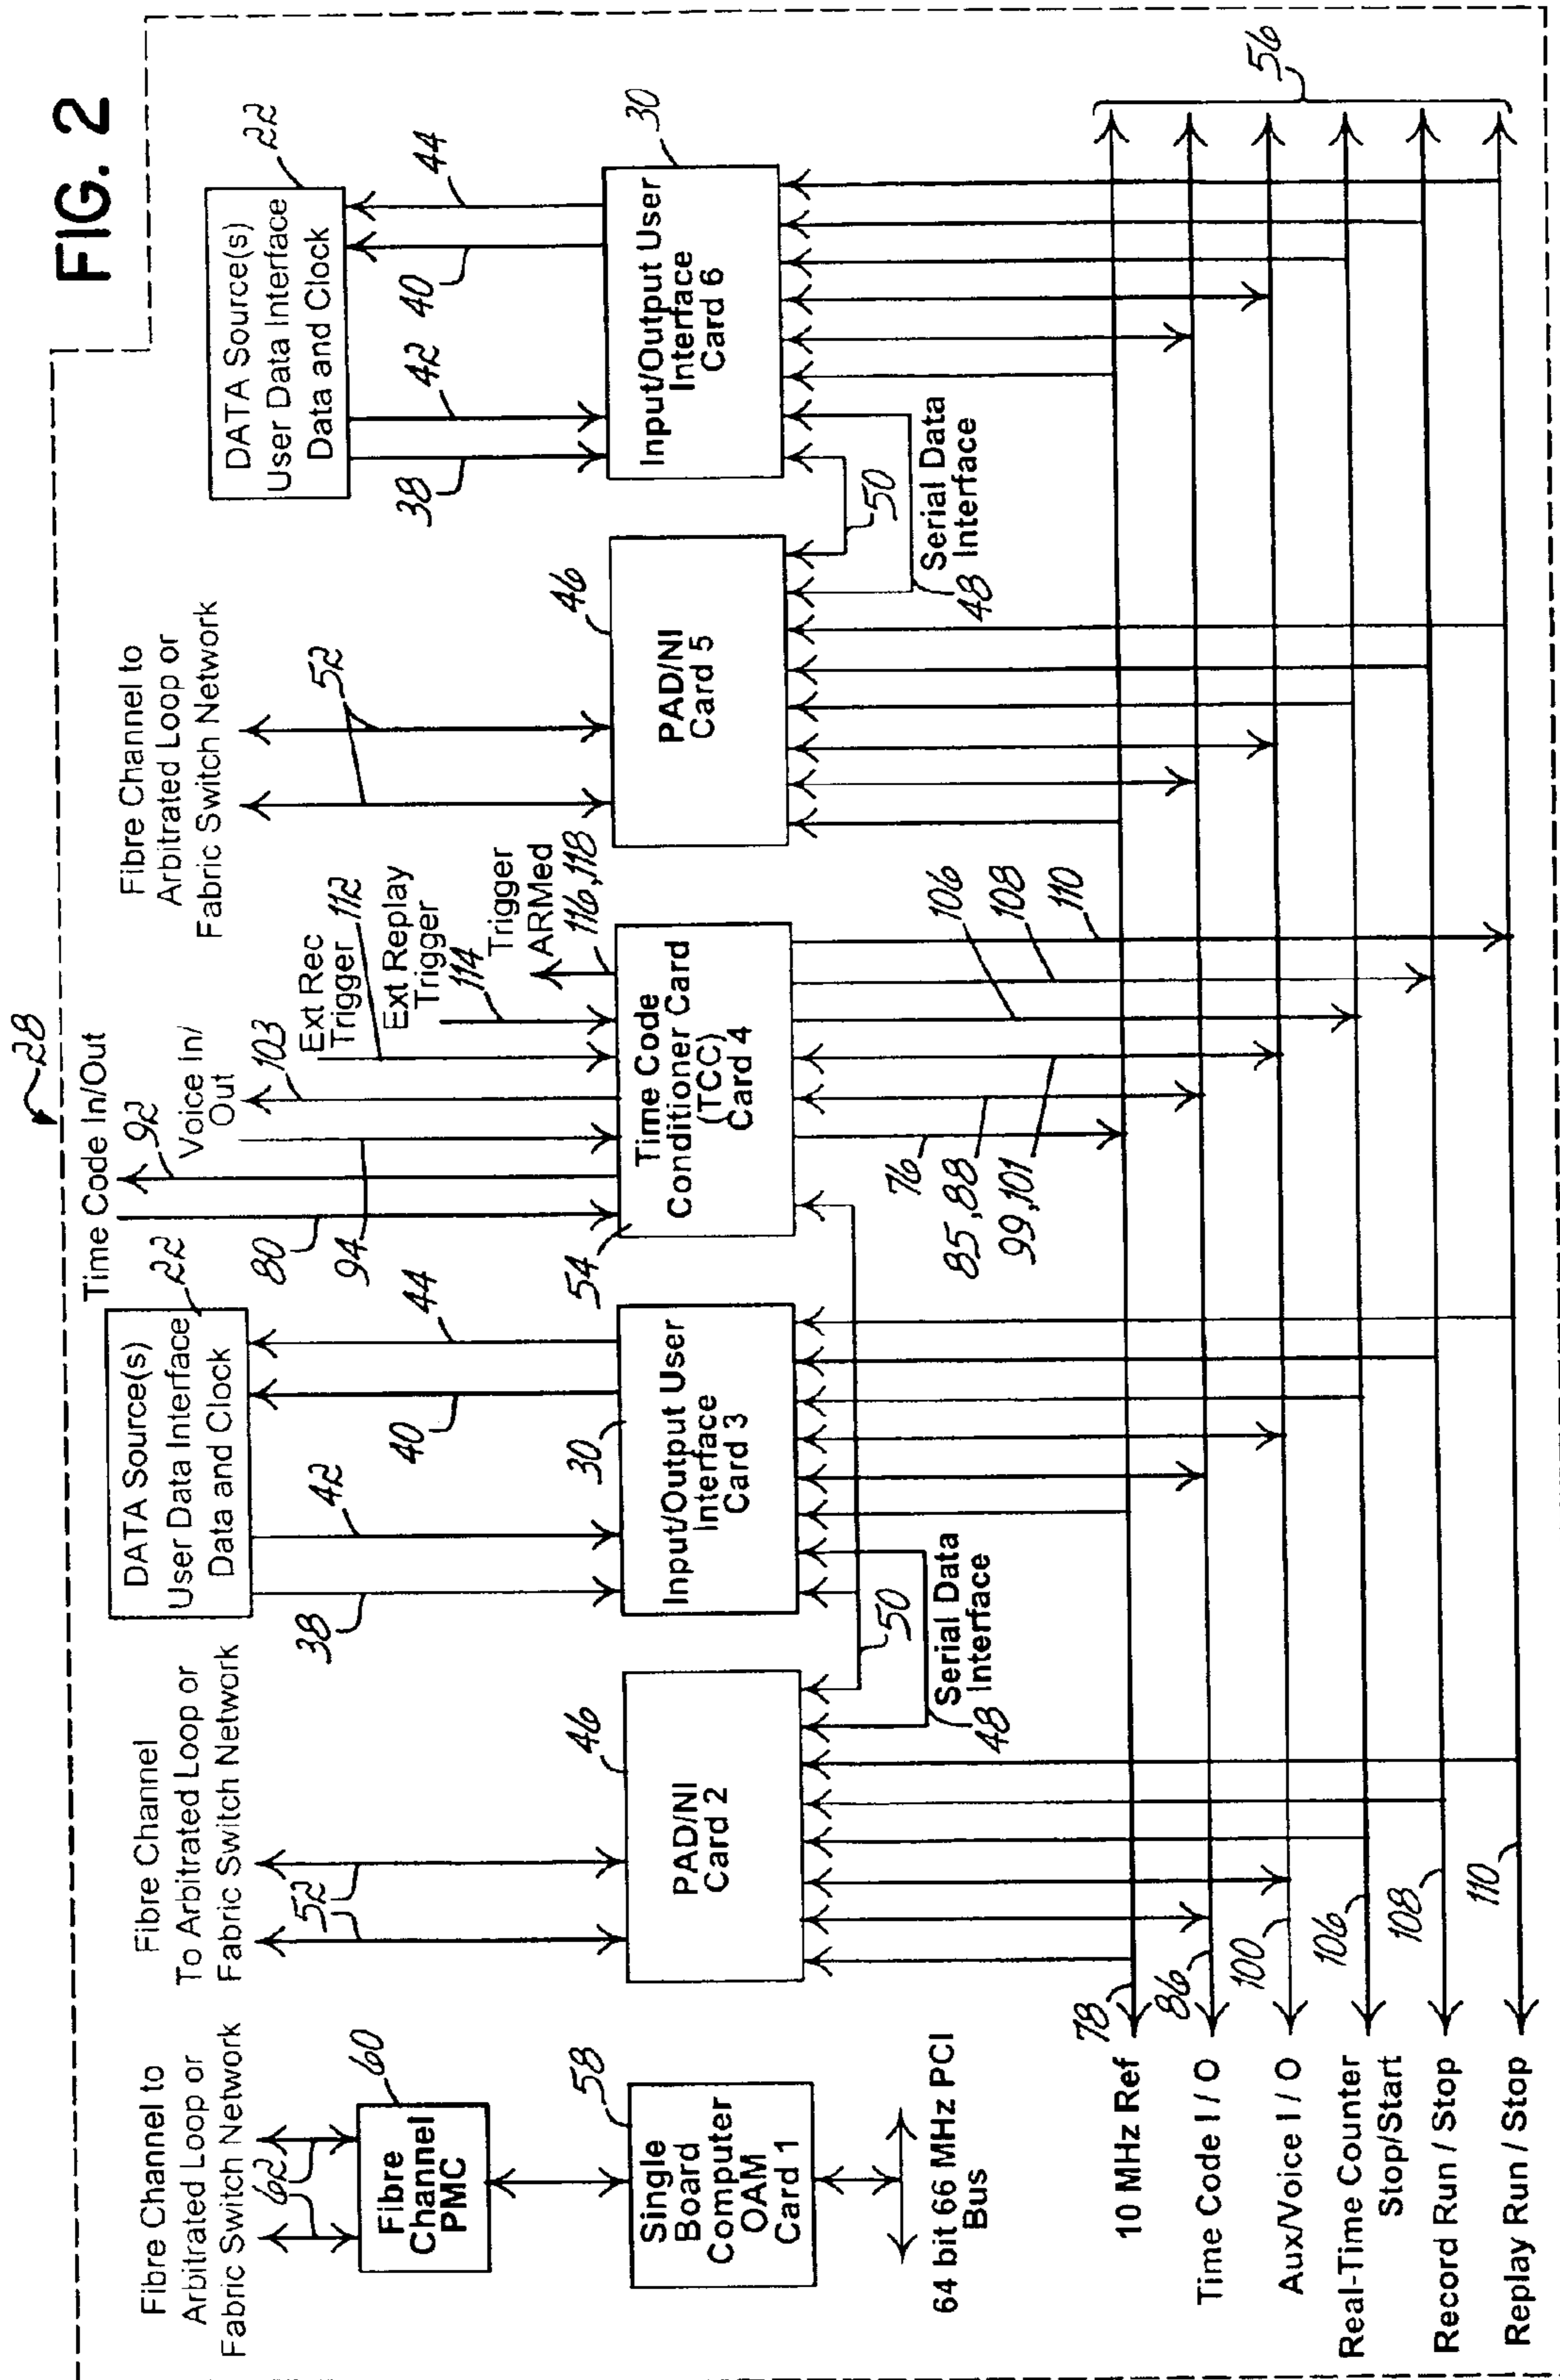 FIG. 2
28
Fibre Channel to
Arbitrated Loop or
Fabric Switch Network
62
Fibre
Channel
PMC
60
Single
Board
Computer
OAM
Card 1
58
64 bit 66 MHz PCI
Bus
Fibre Channel
To Arbitrated Loop or
Fabric Switch Network
52
PAD/NI
Card 2
46
48
Serial Data
Interface
50
DATA Source(s)
User Data Interface
Data and Clock
22
38
42
40
44
Input/Output User
Interface
Card 3
30
Time Code In/Out
80
92
94
Voice In/
Out
103
Ext Rec
Trigger
112
Ext Replay
Trigger
114
Trigger
ARMed
116,118
Time Code
Conditioner Card
(TCC)
Card 4
54
76
85,88
99,101
106
108
110
Fibre Channel to
Arbitrated Loop or
Fabric Switch Network
52
PAD/NI
Card 5
46
48
Serial Data
Interface
50
DATA Source(s)
User Data Interface
Data and Clock
22
38
42
40
44
Input/Output User
Interface
Card 6
30
10 MHz Ref
78
Time Code I / O
86
Aux/Voice I / O
100
Real-Time Counter
Stop/Start
106
Record Run / Stop
108
Replay Run / Stop
110
56